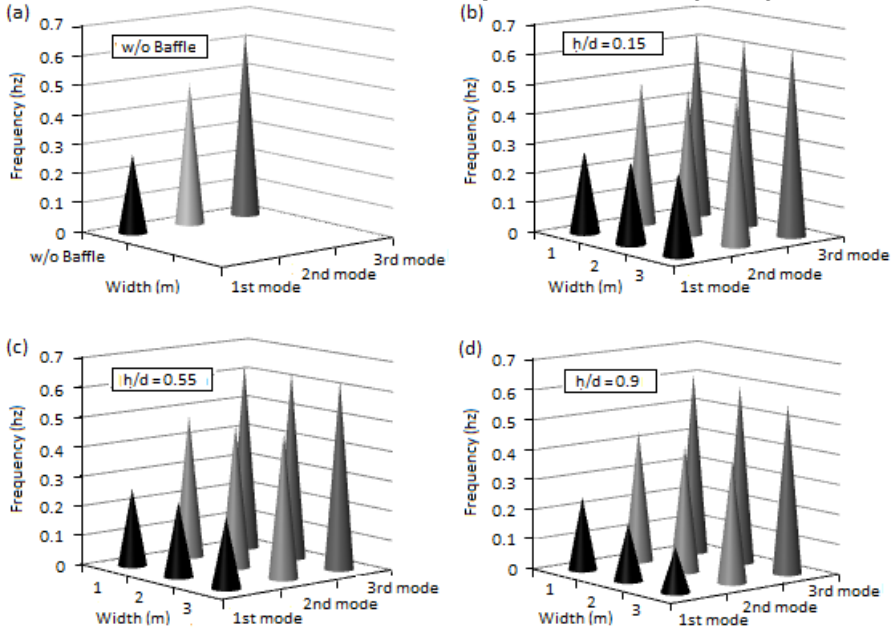 (a)
0.7
0.6
0.5
0.4
0.3
0.2
0.1
0
Frequency (hz)
w/o Baffle
w/o Baffle
Width (m)
1st mode
2nd mode
3rd mode
(b)
0.7
0.6
0.5
0.4
0.3
0.2
0.1
0
Frequency (hz)
h/d = 0.15
1
2
3
Width (m)
1st mode
2nd mode
3rd mode
(c)
0.7
0.6
0.5
0.4
0.3
0.2
0.1
0
Frequency (hz)
h/d = 0.55
1
2
3
Width (m)
1st mode
2nd mode
3rd mode
(d)
0.7
0.6
0.5
0.4
0.3
0.2
0.1
0
Frequency (hz)
h/d = 0.9
1
2
3
Width (m)
1st mode
2nd mode
3rd mode